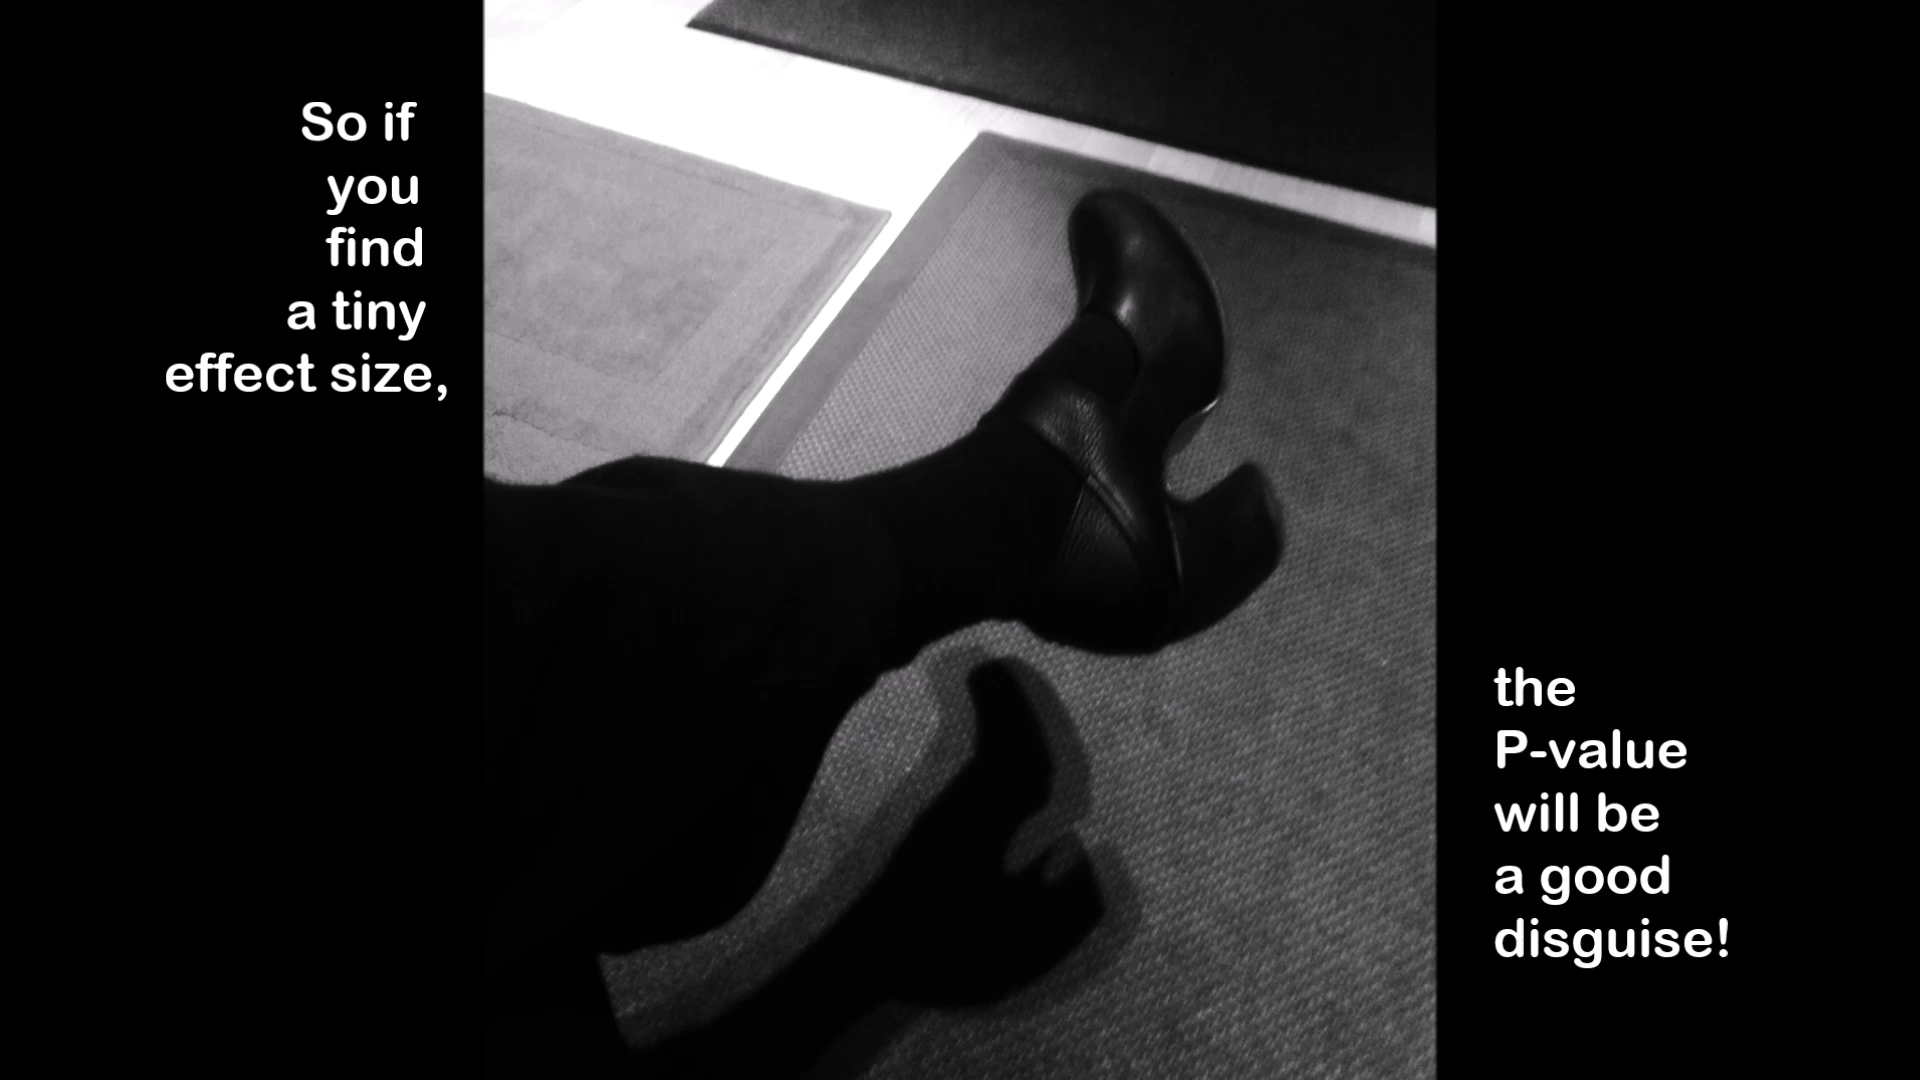 So if
you
find
a tiny
effect size,
the
P-value
will be
a good
disguise!